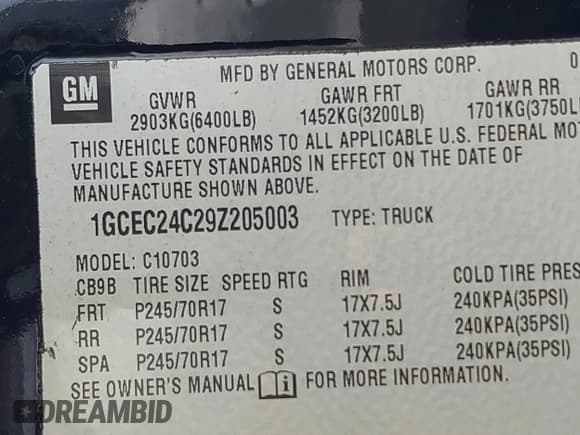 GM
MFD BY GENERAL MOTORS CORP. 0
GVWR GAWR FRT GAWR RR
2903KG(6400LB) 1452KG(3200LB) 1701KG(3750L
THIS VEHICLE CONFORMS TO ALL APPLICABLE U.S. FEDERAL MOT
VEHICLE SAFETY STANDARDS IN EFFECT ON THE DATE OF
MANUFACTURE SHOWN ABOVE.
1GCEC24C29Z205003 TYPE: TRUCK
MODEL: C10703
CB9B TIRE SIZE SPEED RTG RIM COLD TIRE PRES
FRT P245/70R17 S 17X7.5J 240KPA(35PSI)
RR P245/70R17 S 17X7.5J 240KPA(35PSI)
SPA P245/70R17 S 17X7.5J 240KPA(35PSI)
SEE OWNER'S MANUAL i FOR MORE INFORMATION.
DREAMBID